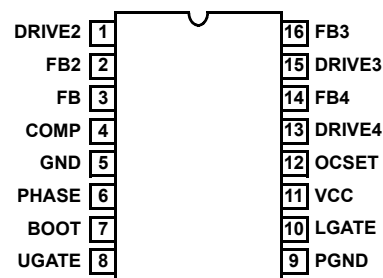 DRIVE2 1 16 FB3
FB2 2 15 DRIVE3
FB 3 14 FB4
COMP 4 13 DRIVE4
GND 5 12 OCSET
PHASE 6 11 VCC
BOOT 7 10 LGATE
UGATE 8 9 PGND